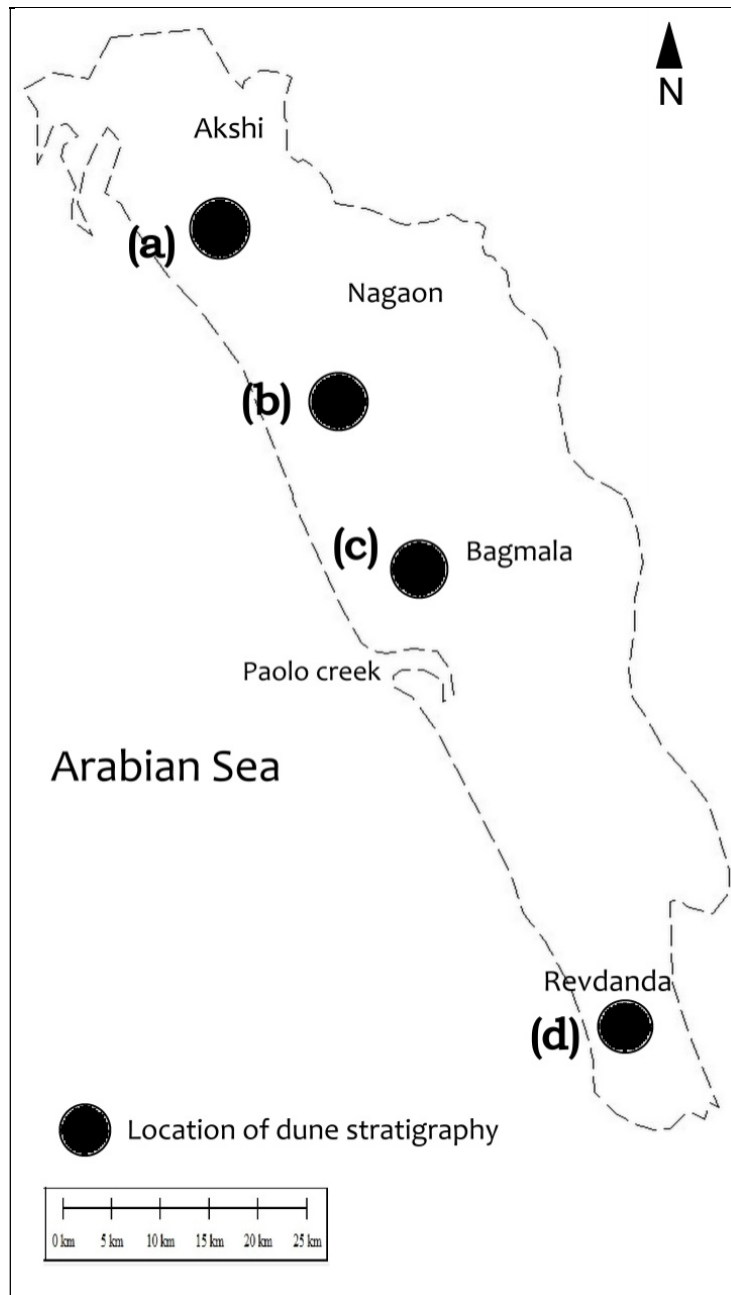 N
Akshi
(a)
Nagaon
(b)
(c)
Bagmala
Paolo creek
Arabian Sea
Revdanda
(d)
Location of dune stratigraphy
0 km 5 km 10 km 15 km 20 km 25 km